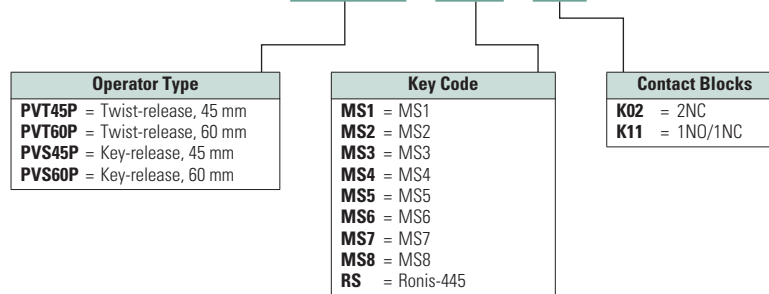 Operator Type
PVT45P = Twist-release, 45 mm
PVT60P = Twist-release, 60 mm
PVS45P = Key-release, 45 mm
PVS60P = Key-release, 60 mm
Key Code
MS1 = MS1
MS2 = MS2
MS3 = MS3
MS4 = MS4
MS5 = MS5
MS6 = MS6
MS7 = MS7
MS8 = MS8
RS = Ronis-445
Contact Blocks
K02 = 2NC
K11 = 1NO/1NC